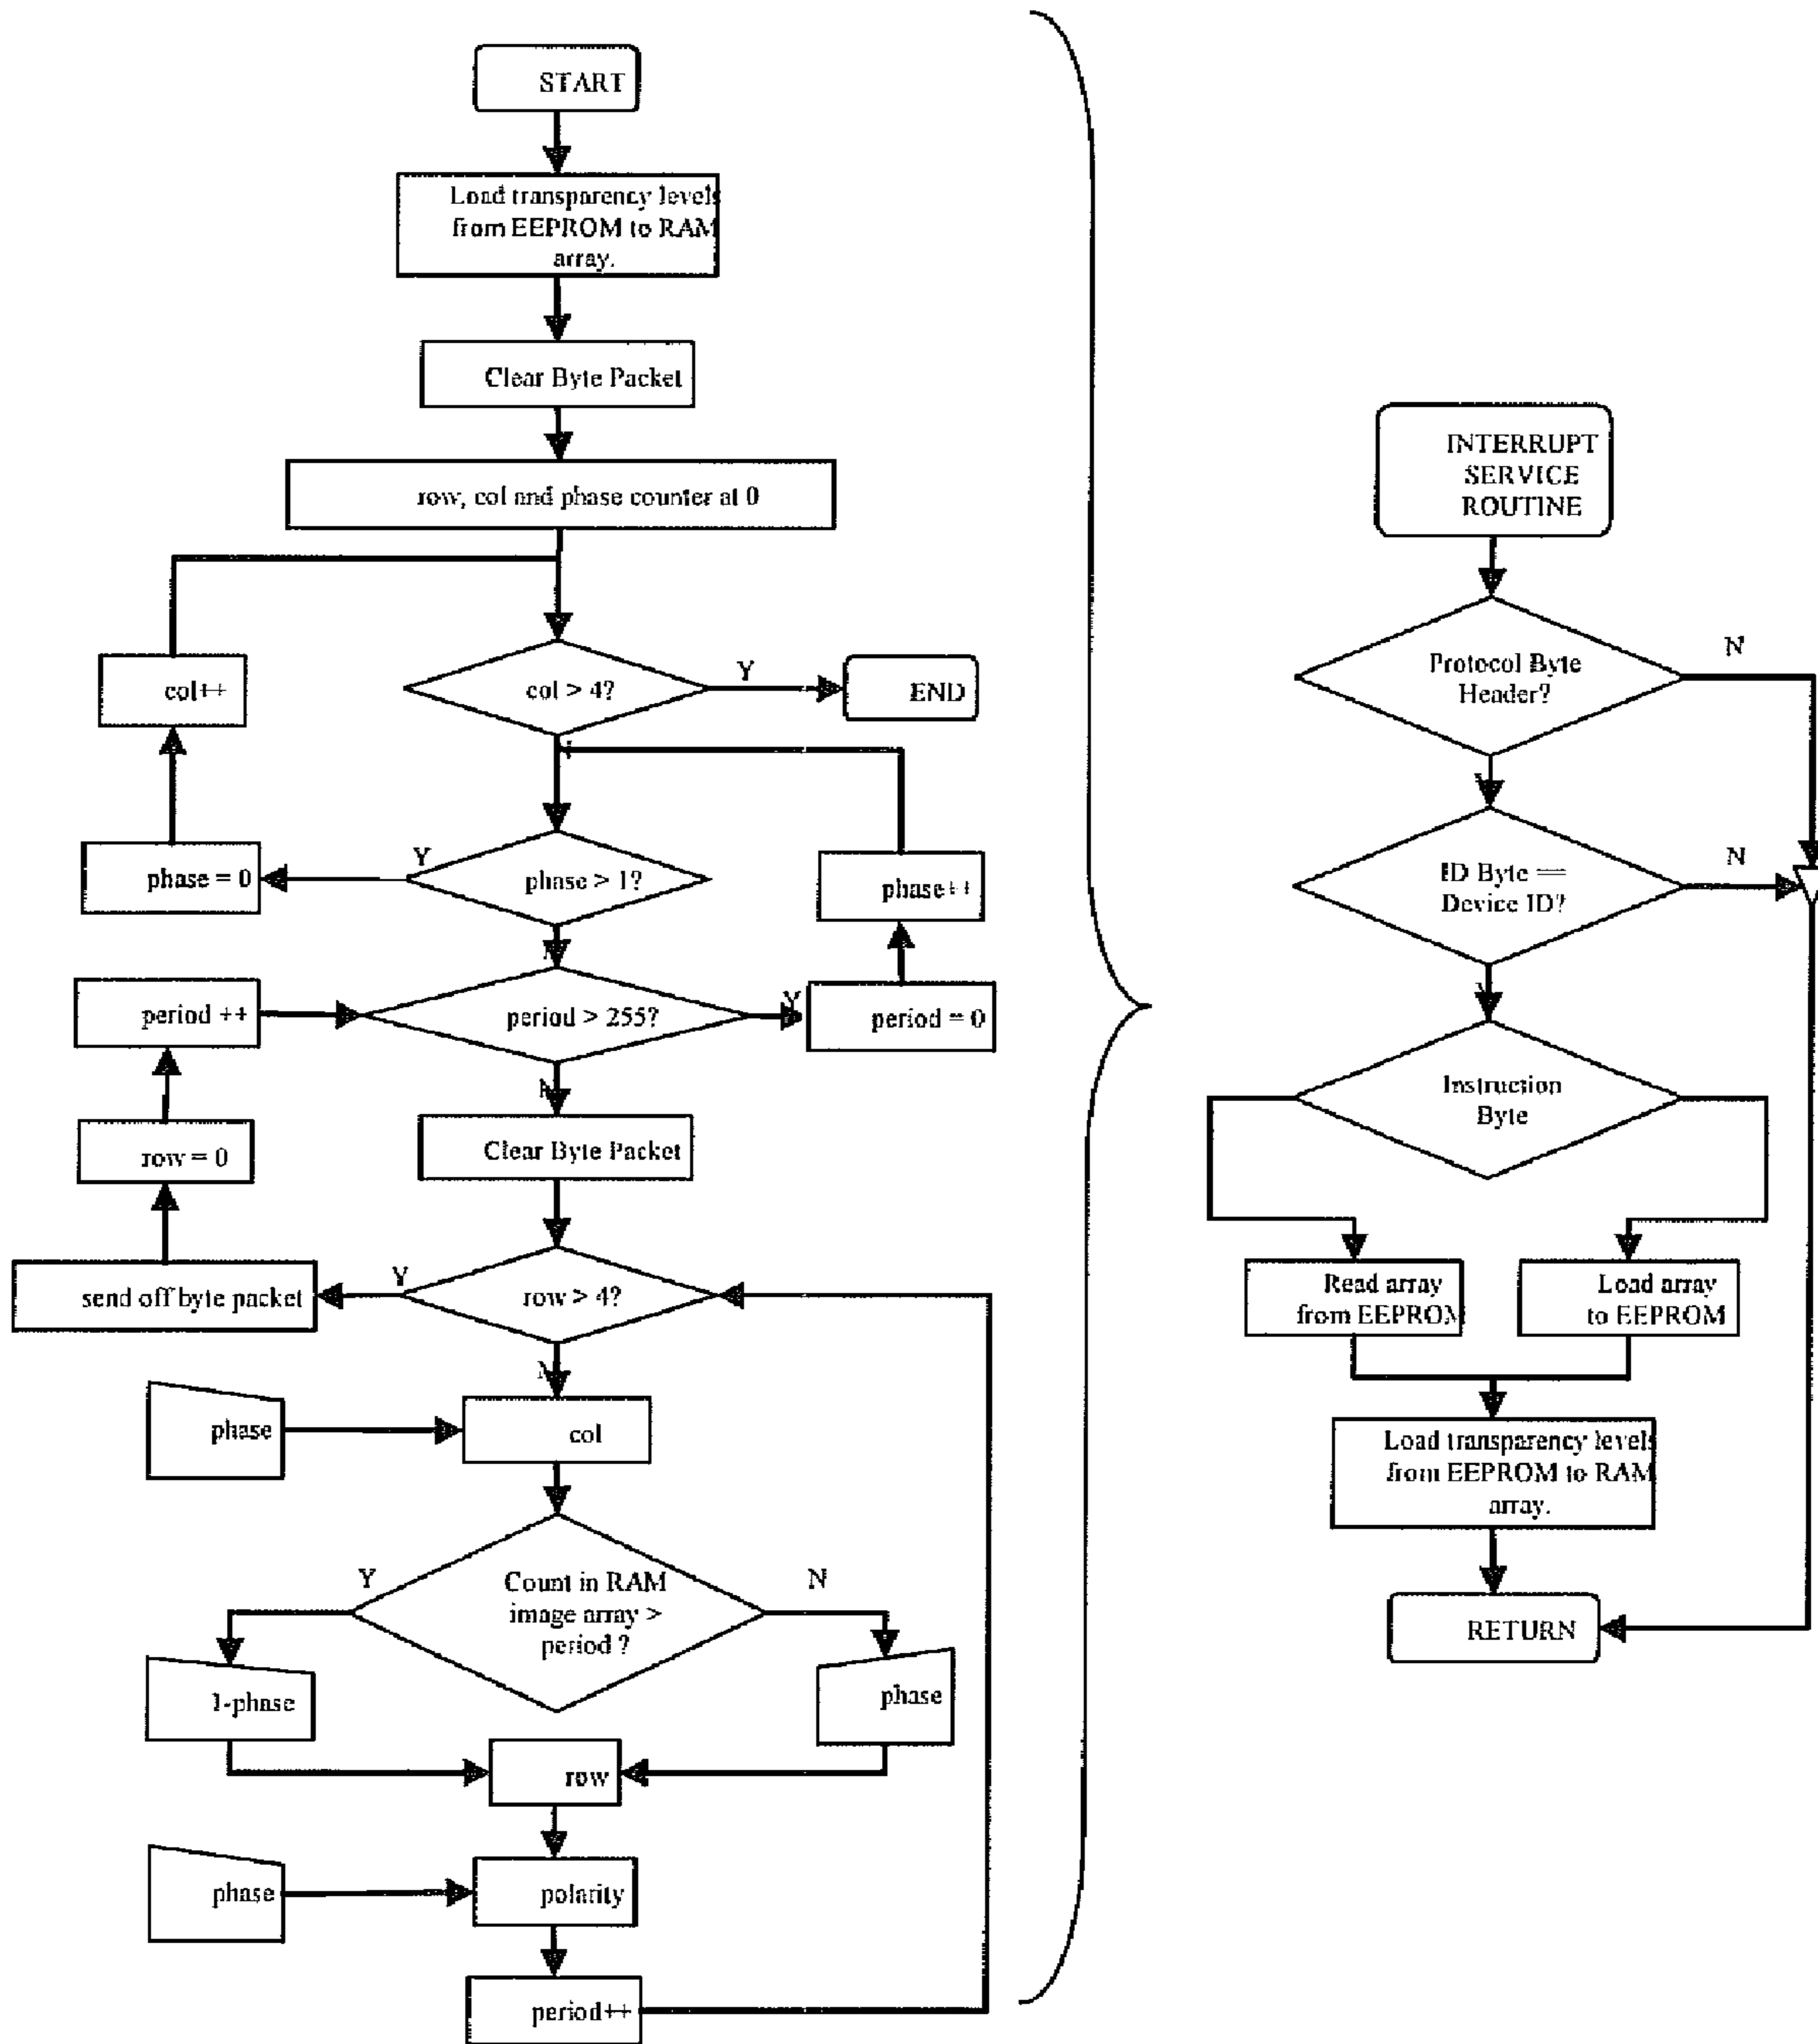 START
Load transparency levels
from EEPROM to RAM
array.
Clear Byte Packet
row, col and phase counter at 0
col++
col > 4?
Y
END
phase = 0
Y
phase > 1?
phase++
period ++
period > 255?
Y
period = 0
row = 0
Clear Byte Packet
send off byte packet
Y
row > 4?
N
phase
col
Y
Count in RAM
image array >
period ?
N
1-phase
phase
row
phase
polarity
period++
INTERRUPT
SERVICE
ROUTINE
Protocol Byte
Header?
N
ID Byte ==
Device ID?
N
Instruction
Byte
Read array
from EEPROM
Load array
to EEPROM
Load transparency levels
from EEPROM to RAM
array.
RETURN